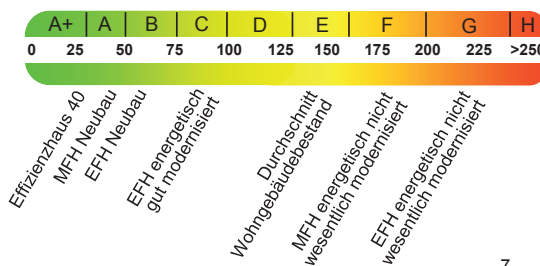 A+ A B C D E F G H
0 25 50 75 100 125 150 175 200 225 >250
Effizienzhaus 40
MFH Neubau
EFH Neubau
EFH energetisch
gut modernisiert
Durchschnitt
Wohngebäudebestand
MFH energetisch nicht
wesentlich modernisiert
EFH energetisch nicht
wesentlich modernisiert